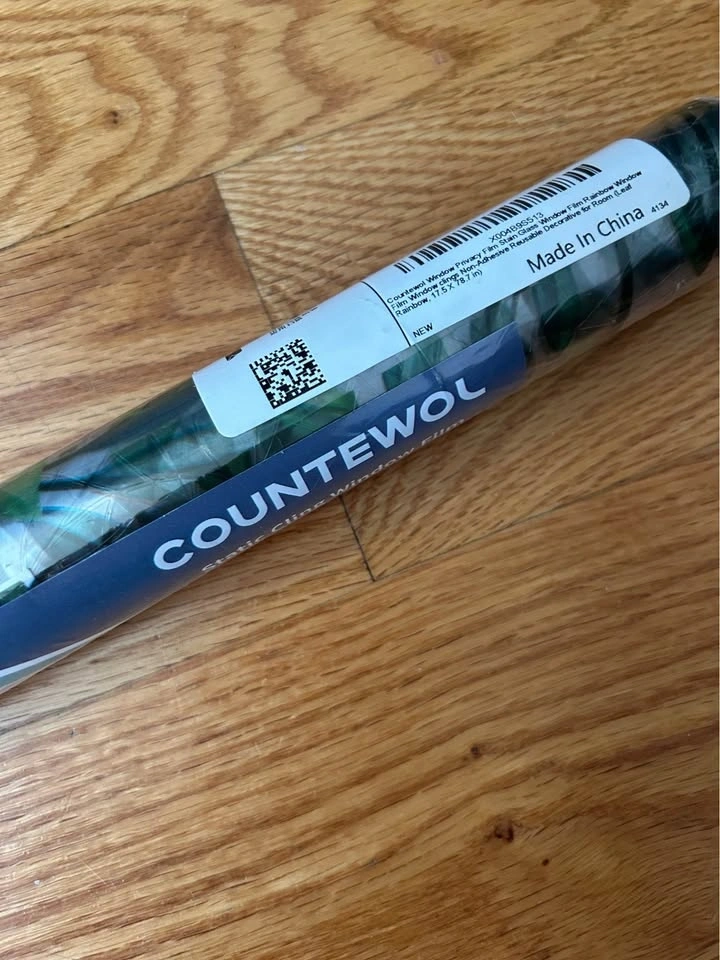 X004B9S513
Countewol Window Privacy Film Stain Glass Window Film Rainbow Window
Film Window clings Non-Adhesive Reusable Decorative for Room (Leaf
Rainbow, 17.5 X 78.7 in)
NEW
Made In China
4134
COUNTEWOL
Static Cling Window Film